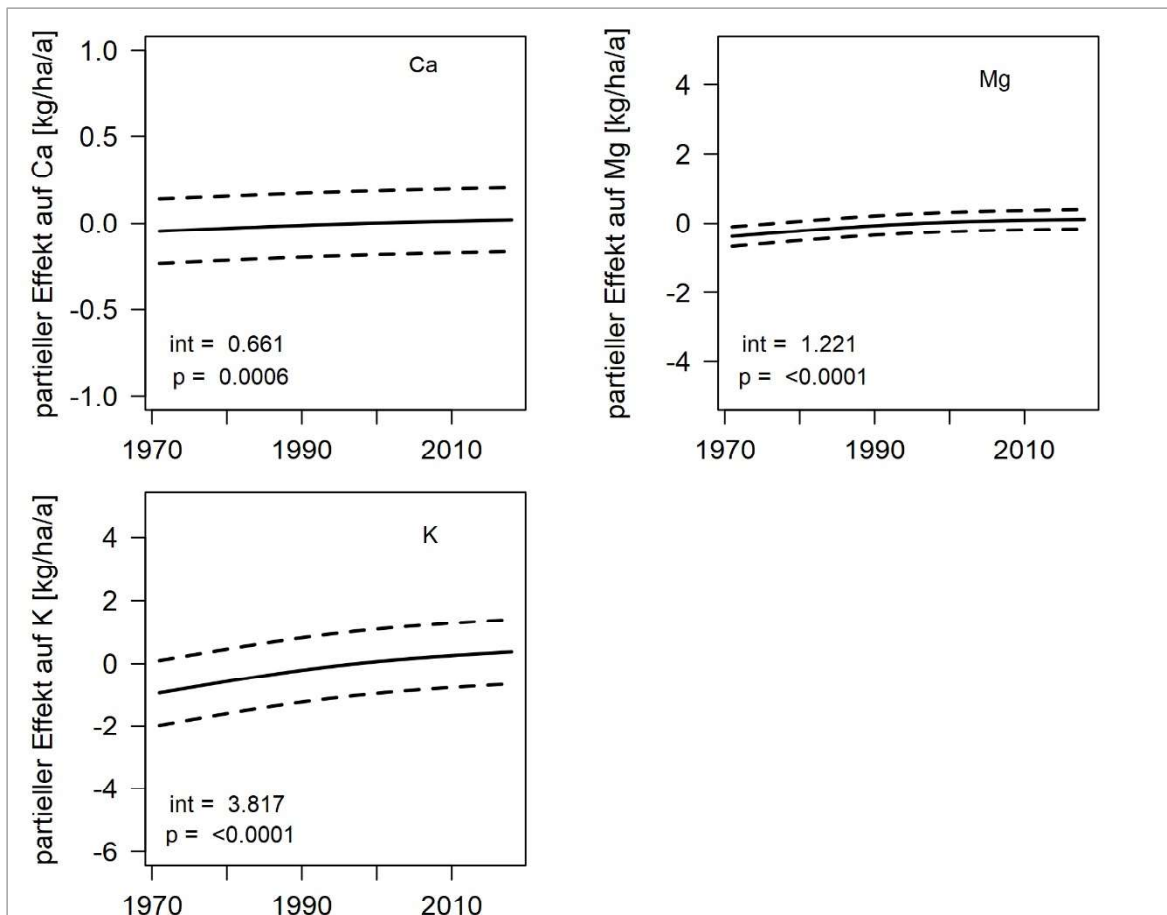 partieller Effekt auf Ca [kg/ha/a]
1.0
0.5
0.0
-0.5
-1.0
Ca
int = 0.661
p = 0.0006
1970 1990 2010
partieller Effekt auf Mg [kg/ha/a]
4
2
0
-2
-4
Mg
int = 1.221
p = <0.0001
1970 1990 2010
partieller Effekt auf K [kg/ha/a]
4
2
0
-2
-4
-6
K
int = 3.817
p = <0.0001
1970 1990 2010